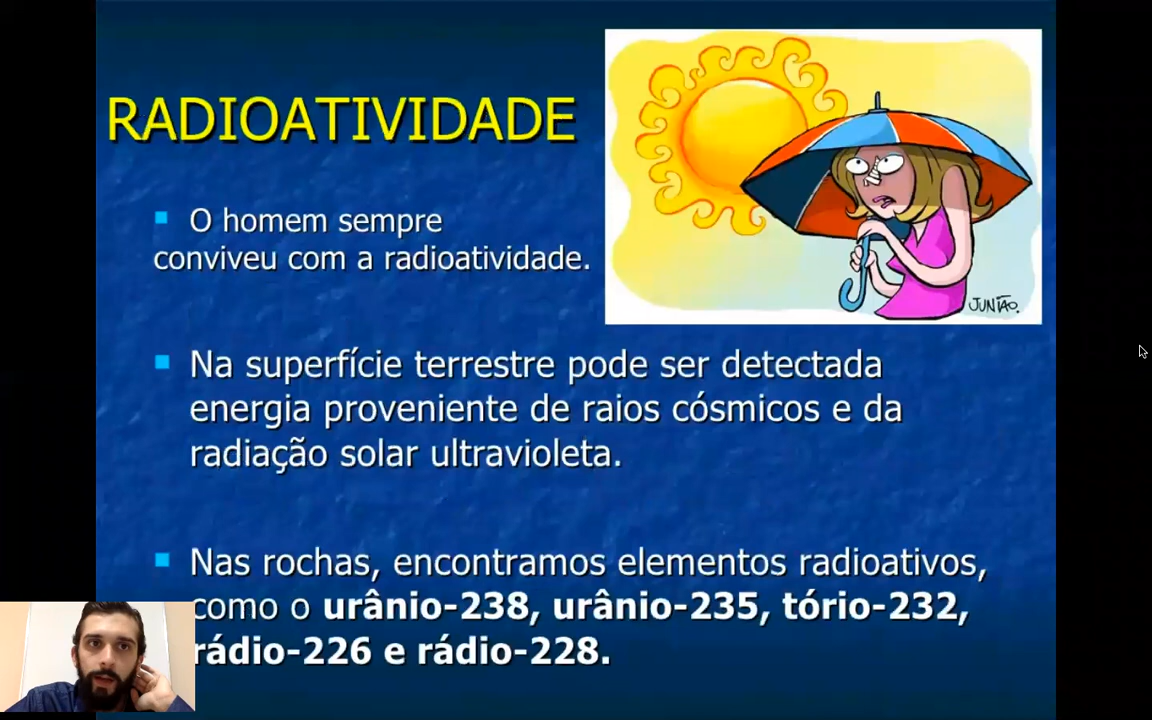 RADIOATIVIDADE
O homem sempre
conviveu com a radioatividade.
JUNIÃO.
Na superfície terrestre pode ser detectada
energia proveniente de raios cósmicos e da
radiação solar ultravioleta.
Nas rochas, encontramos elementos radioativos,
como o urânio-238, urânio-235, tório-232,
rádio-226 e rádio-228.